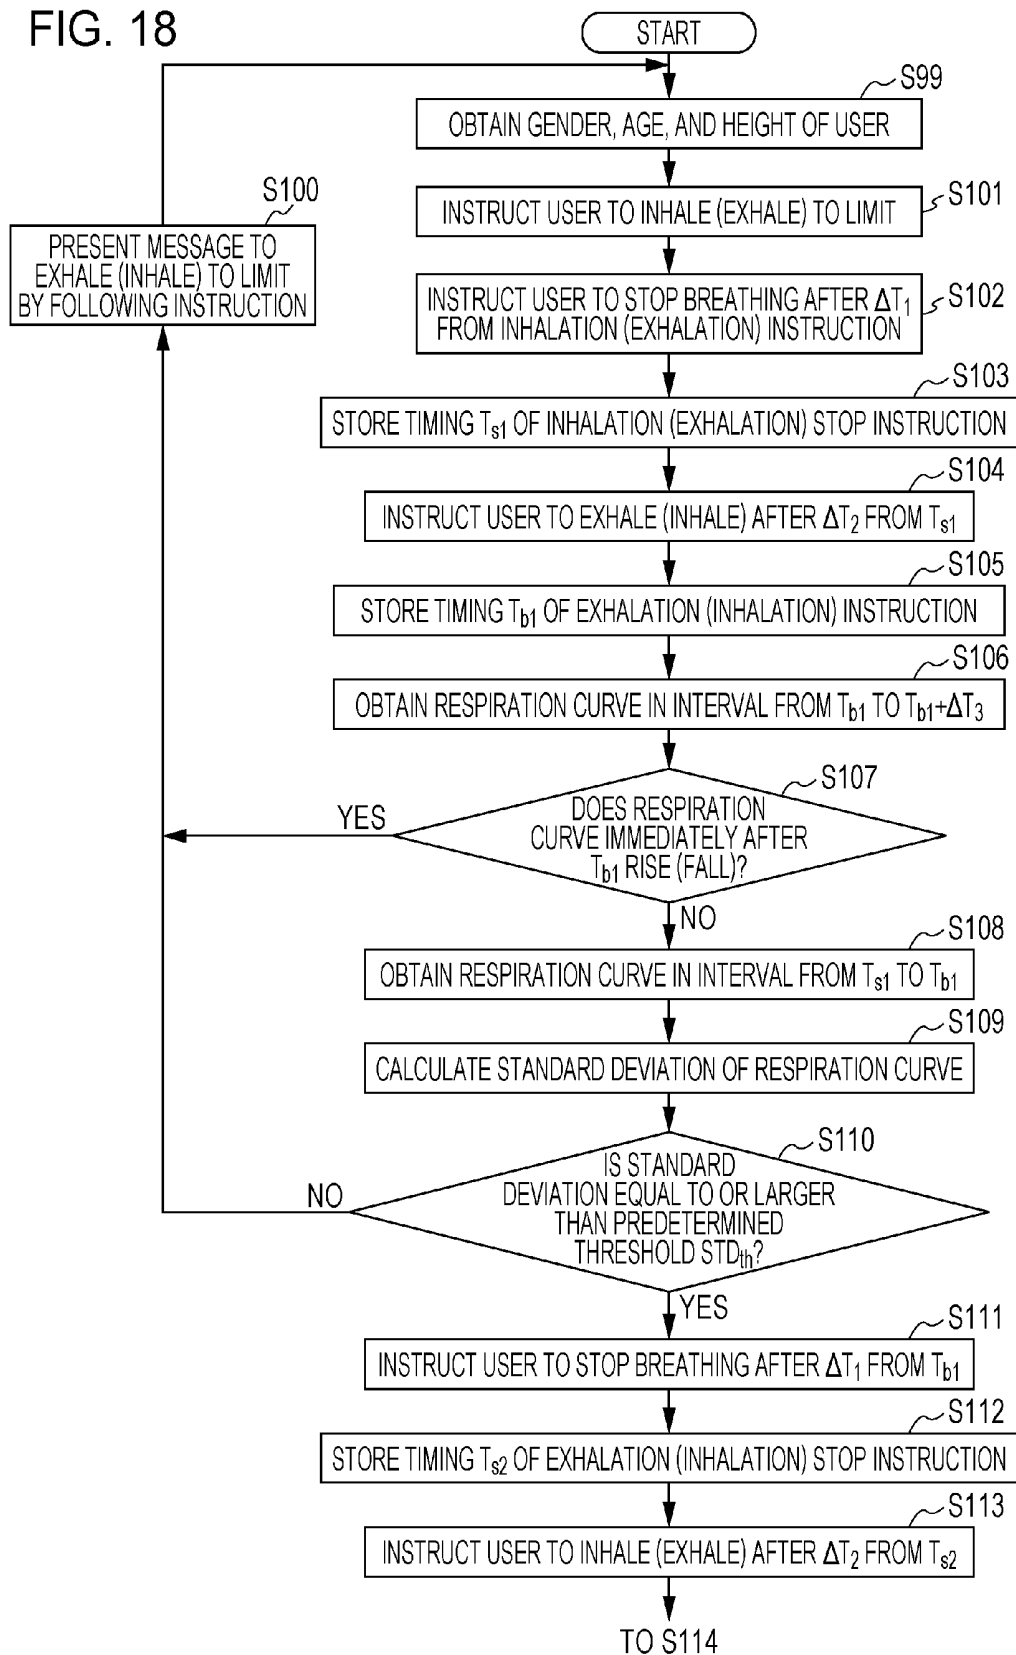 FIG. 18
START
S99
OBTAIN GENDER, AGE, AND HEIGHT OF USER
S100
PRESENT MESSAGE TO
EXHALE (INHALE) TO LIMIT
BY FOLLOWING INSTRUCTION
S101
INSTRUCT USER TO INHALE (EXHALE) TO LIMIT
S102
INSTRUCT USER TO STOP BREATHING AFTER ΔT1
FROM INHALATION (EXHALATION) INSTRUCTION
S103
STORE TIMING Ts1 OF INHALATION (EXHALATION) STOP INSTRUCTION
S104
INSTRUCT USER TO EXHALE (INHALE) AFTER ΔT2 FROM Ts1
S105
STORE TIMING Tb1 OF EXHALATION (INHALATION) INSTRUCTION
S106
OBTAIN RESPIRATION CURVE IN INTERVAL FROM Tb1 TO Tb1+ΔT3
S107
DOES RESPIRATION
CURVE IMMEDIATELY AFTER
Tb1 RISE (FALL)?
YES
NO
S108
OBTAIN RESPIRATION CURVE IN INTERVAL FROM Ts1 TO Tb1
S109
CALCULATE STANDARD DEVIATION OF RESPIRATION CURVE
S110
IS STANDARD
DEVIATION EQUAL TO OR LARGER
THAN PREDETERMINED
THRESHOLD STDth?
NO
YES
S111
INSTRUCT USER TO STOP BREATHING AFTER ΔT1 FROM Tb1
S112
STORE TIMING Ts2 OF EXHALATION (INHALATION) STOP INSTRUCTION
S113
INSTRUCT USER TO INHALE (EXHALE) AFTER ΔT2 FROM Ts2
TO S114